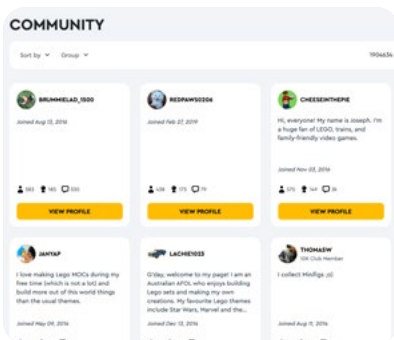 COMMUNITY
Sort by Group 1904634
BRUMMIELAD_1500
Joined Aug 13, 2016
VIEW PROFILE
REDPAWS0206
Joined Feb 27, 2019
VIEW PROFILE
CHEESEINTHEPIE
Hi, everyone! My name is Joseph, I'm
a huge fan of LEGO, trains, and
family-friendly video games.
Joined Nov 03, 2016
VIEW PROFILE
JANYAP
I love making Lego MOCs during my
free time (which is not a lot) and
build more out of this world things
than the usual themes.
Joined May 09, 2014
LACHIE1025
G'day, welcome to my page! I am an
Australian AFOL who enjoys building
Lego sets and making my own
creations. My favourite Lego themes
include Star Wars, Marvel and the...
Joined Dec 13, 2014
THOMASW
10K Club Member
I collect Minifigs ;o)
Joined Aug 11, 2014